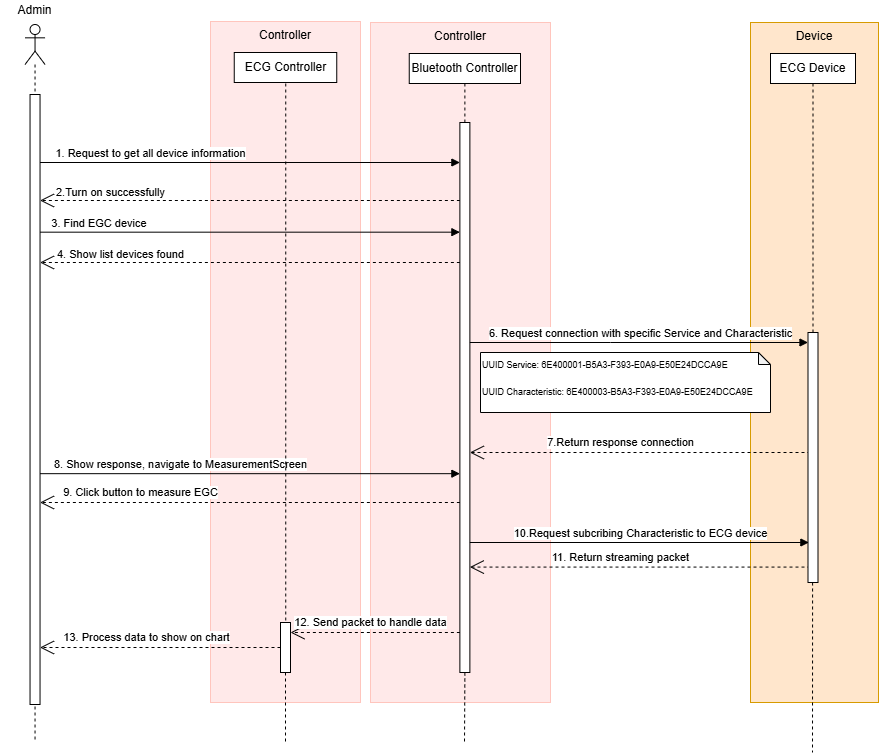 Admin
Controller
Controller
Device
ECG Controller
Bluetooth Controller
ECG Device
1. Request to get all device information
2.Turn on successfully
3. Find EGC device
4. Show list devices found
6. Request connection with specific Service and Characteristic
UUID Service: 6E400001-B5A3-F393-E0A9-E50E24DCCA9E
UUID Characteristic: 6E400003-B5A3-F393-E0A9-E50E24DCCA9E
7.Return response connection
8. Show response, navigate to MeasurementScreen
9. Click button to measure EGC
10.Request subcribing Characteristic to ECG device
11. Return streaming packet
12. Send packet to handle data
13. Process data to show on chart